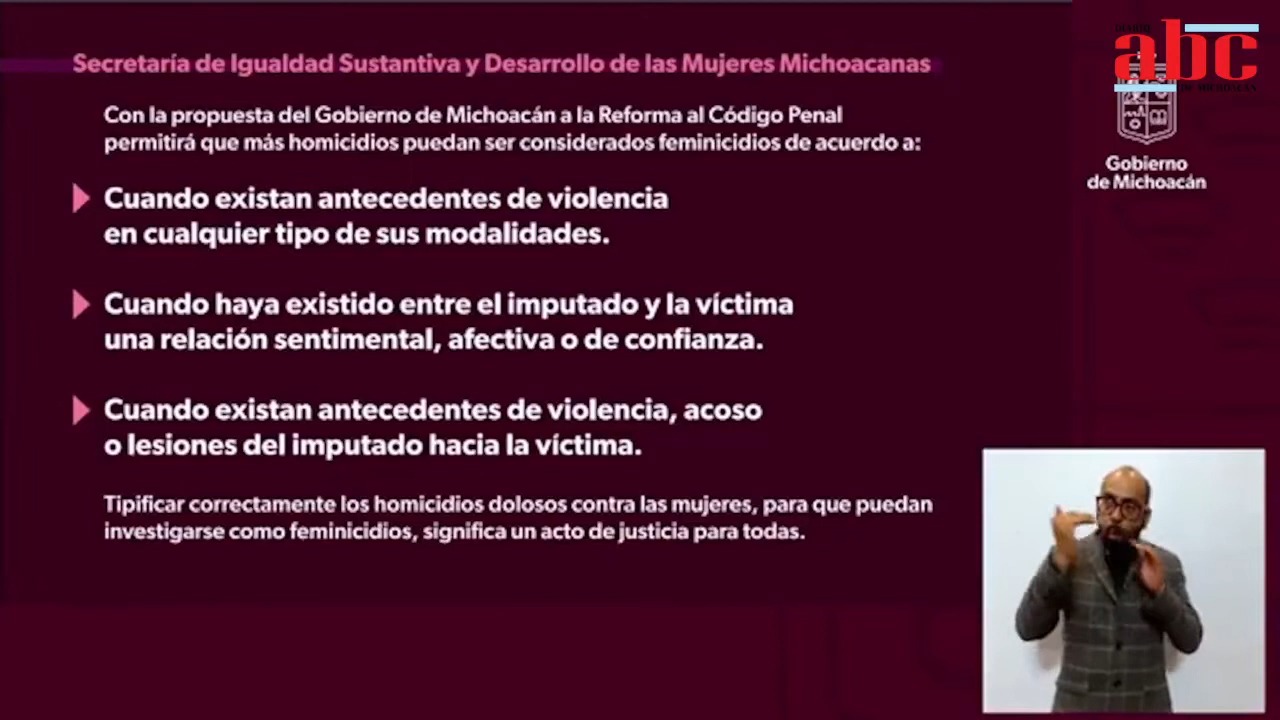 DIARIO
abc
DE MICHOACÁN
Secretaría de Igualdad Sustantiva y Desarrollo de las Mujeres Michoacanas
Con la propuesta del Gobierno de Michoacán a la Reforma al Código Penal
permitirá que más homicidios puedan ser considerados feminicidios de acuerdo a:
Gobierno
de Michoacán
Cuando existan antecedentes de violencia
en cualquier tipo de sus modalidades.
Cuando haya existido entre el imputado y la víctima
una relación sentimental, afectiva o de confianza.
Cuando existan antecedentes de violencia, acoso
o lesiones del imputado hacia la víctima.
Tipificar correctamente los homicidios dolosos contra las mujeres, para que puedan
investigarse como feminicidios, significa un acto de justicia para todas.